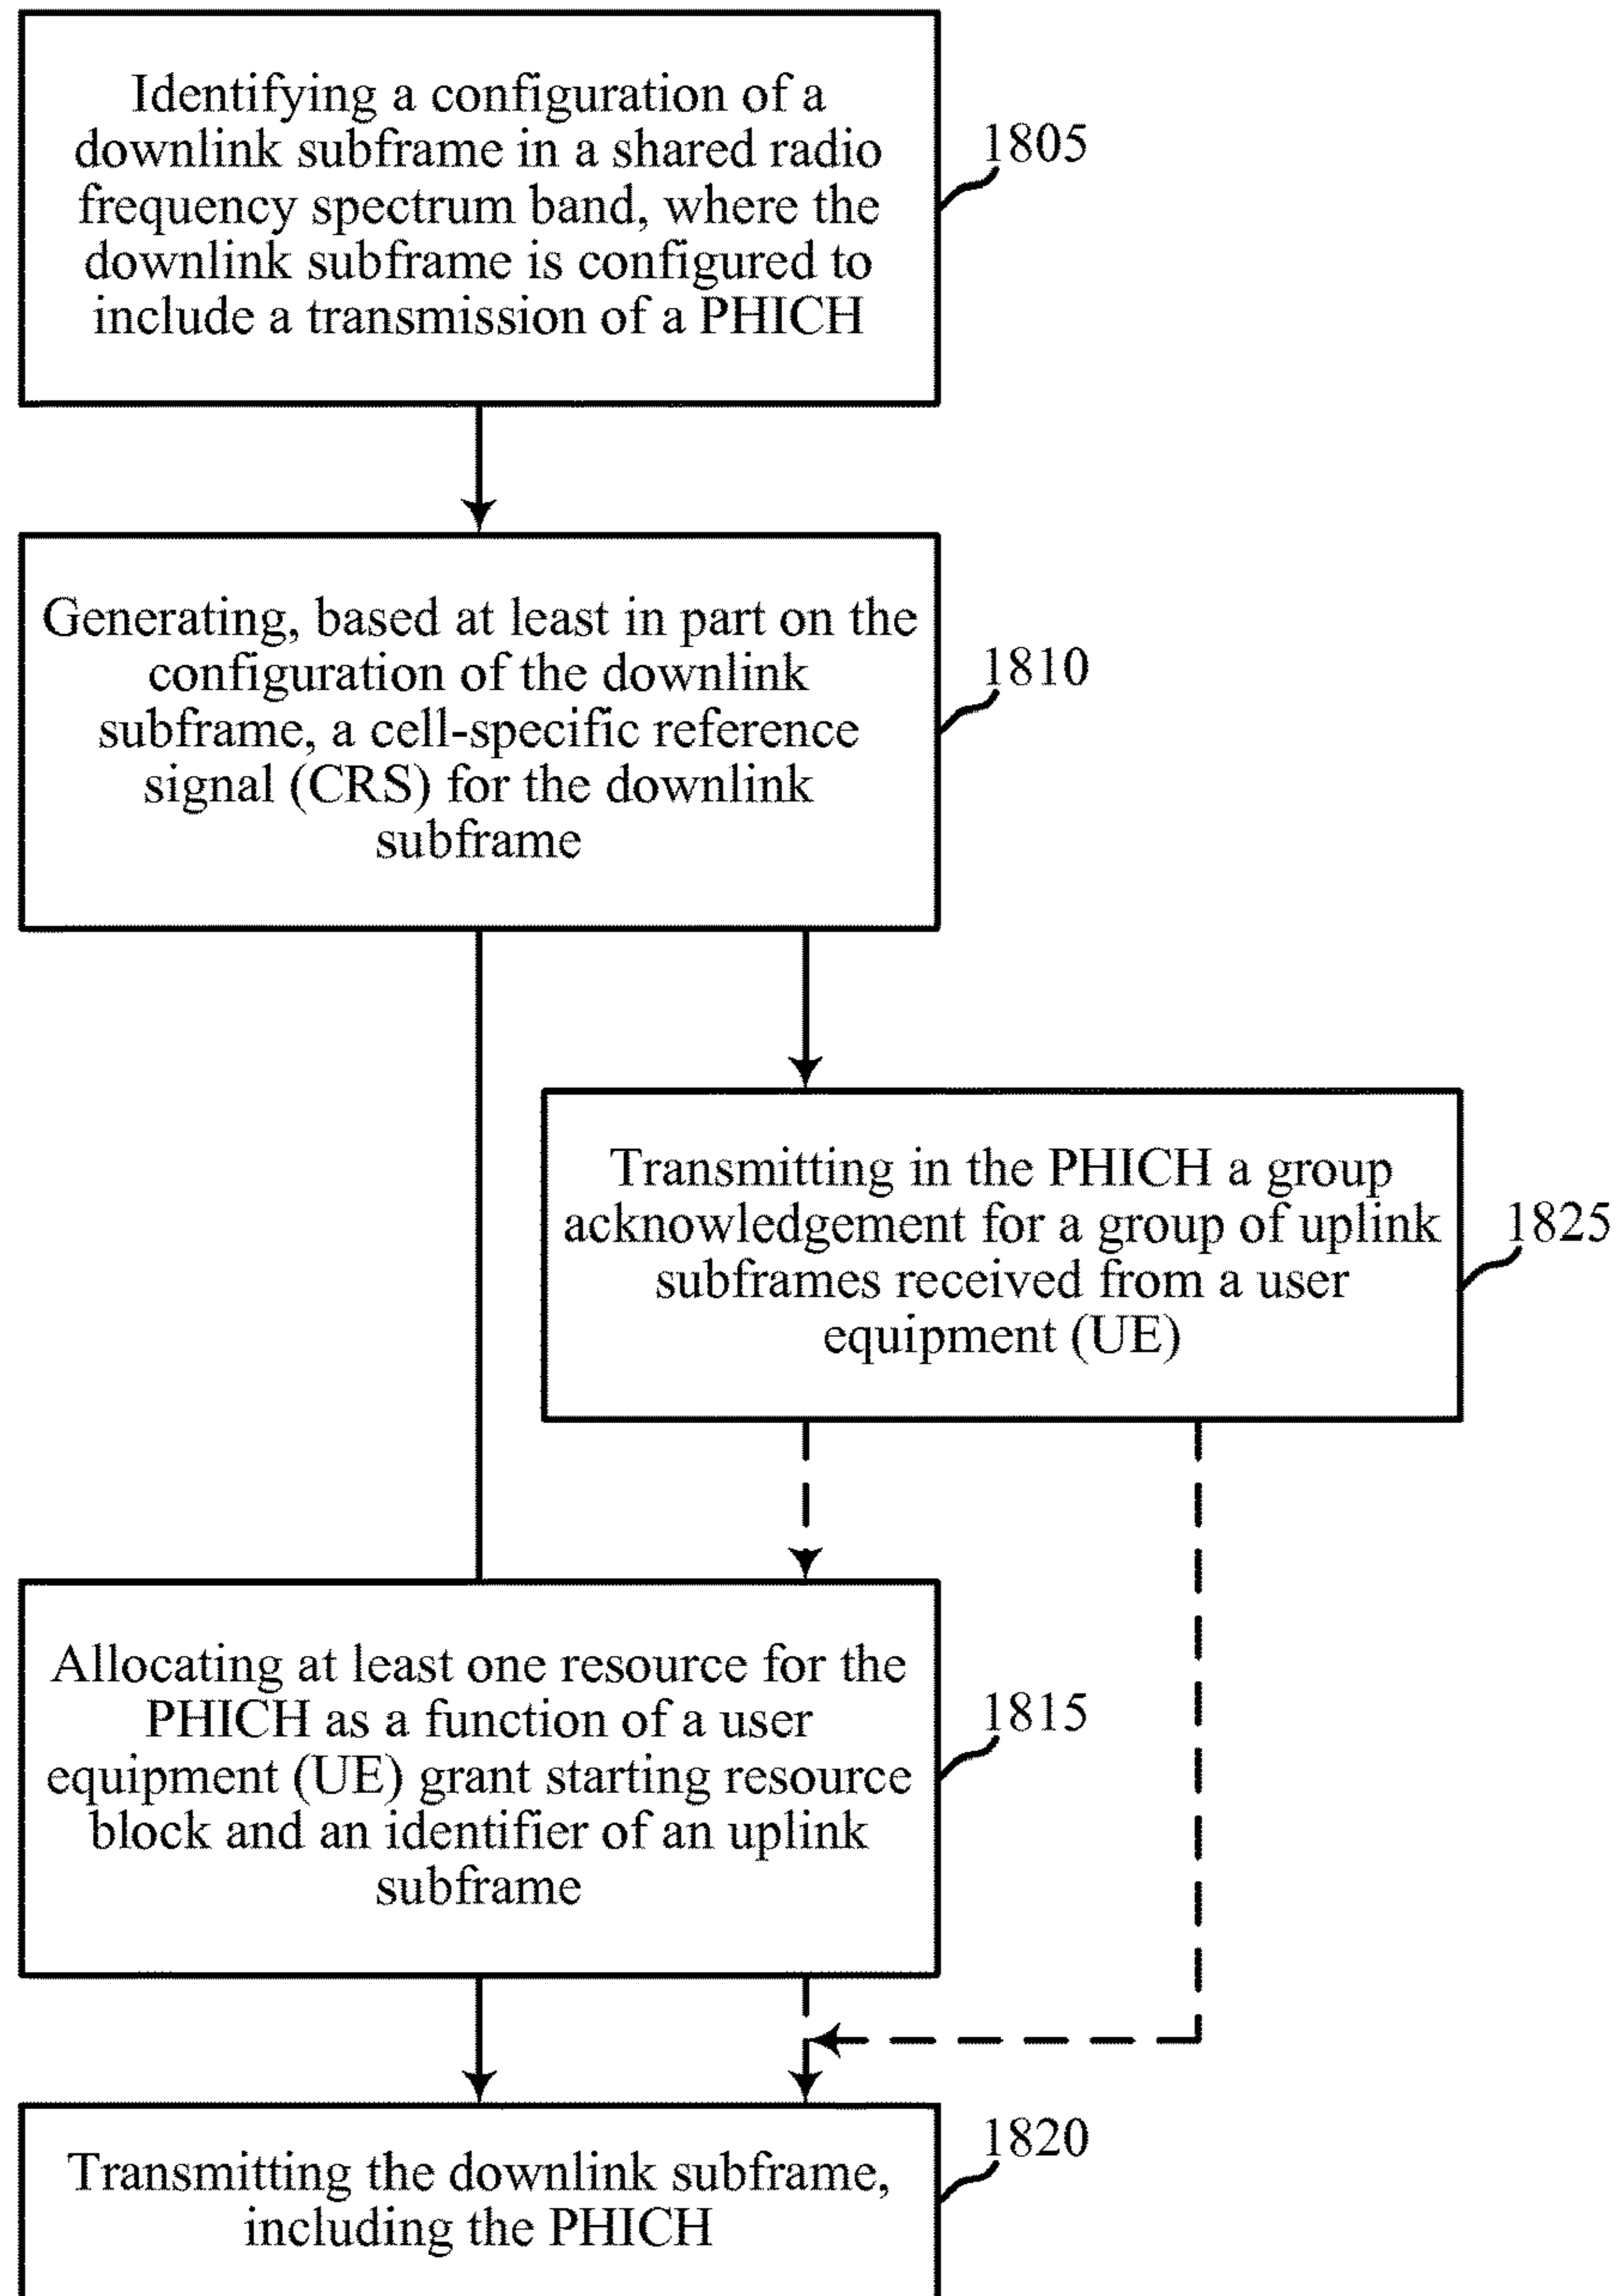 Identifying a configuration of a
downlink subframe in a shared radio
frequency spectrum band, where the
downlink subframe is configured to
include a transmission of a PHICH
1805
Generating, based at least in part on the
configuration of the downlink
subframe, a cell-specific reference
signal (CRS) for the downlink
subframe
1810
Transmitting in the PHICH a group
acknowledgement for a group of uplink
subframes received from a user
equipment (UE)
1825
Allocating at least one resource for the
PHICH as a function of a user
equipment (UE) grant starting resource
block and an identifier of an uplink
subframe
1815
Transmitting the downlink subframe,
including the PHICH
1820